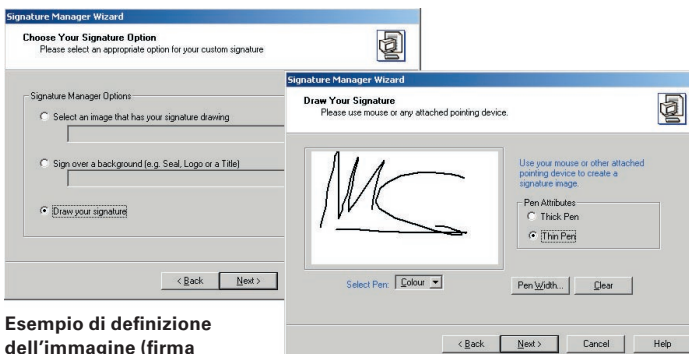 Signature Manager Wizard
Choose Your Signature Option
Please select an appropriate option for your custom signature
Signature Manager Options
Select an image that has your signature drawing
Sign over a background (e.g. Seal, Logo or a Title)
Draw your signature
< Back
Next >
Signature Manager Wizard
Draw Your Signature
Please use mouse or any attached pointing device.
Use your mouse or other attached
pointing device to create a
signature image.
Pen Attributes
Thick Pen
Thin Pen
Select Pen:
Colour
Pen Width...
Clear
< Back
Next >
Cancel
Help
Esempio di definizione
dell'immagine (firma